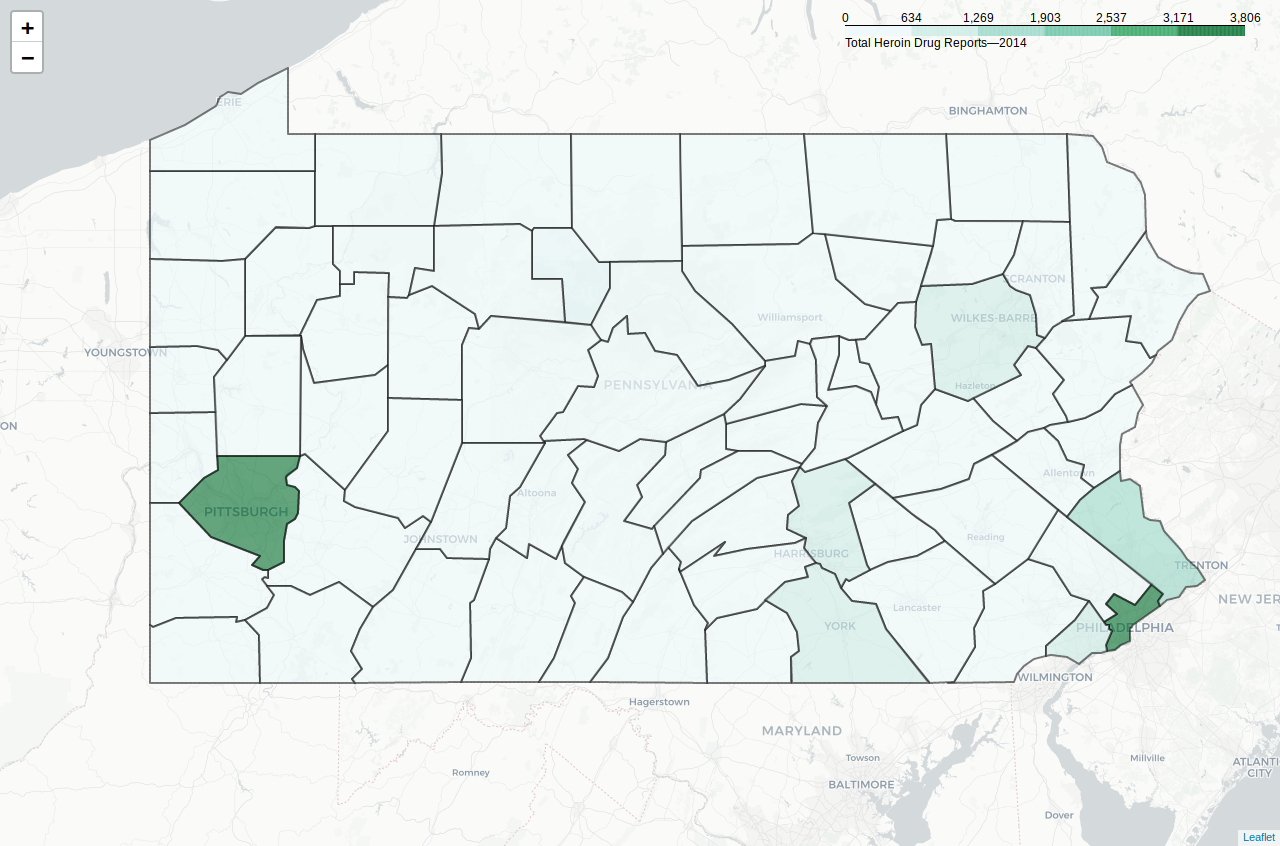 +
−
0 634 1,269 1,903 2,537 3,171 3,806
Total Heroin Drug Reports—2014
ERIE
BINGHAMTON
SCRANTON
Williamsport
WILKES-BARRE
YOUNGSTOWN
PENNSYLVANIA
Hazleton
ON
Allentown
Altoona
PITTSBURGH
JOHNSTOWN
Reading
HARRISBURG
TRENTON
NEW JER
Lancaster
YORK
PHILADELPHIA
WILMINGTON
Hagerstown
MARYLAND
Towson
Millville
ATLANTI
CITY
Romney
BALTIMORE
Dover
Leaflet